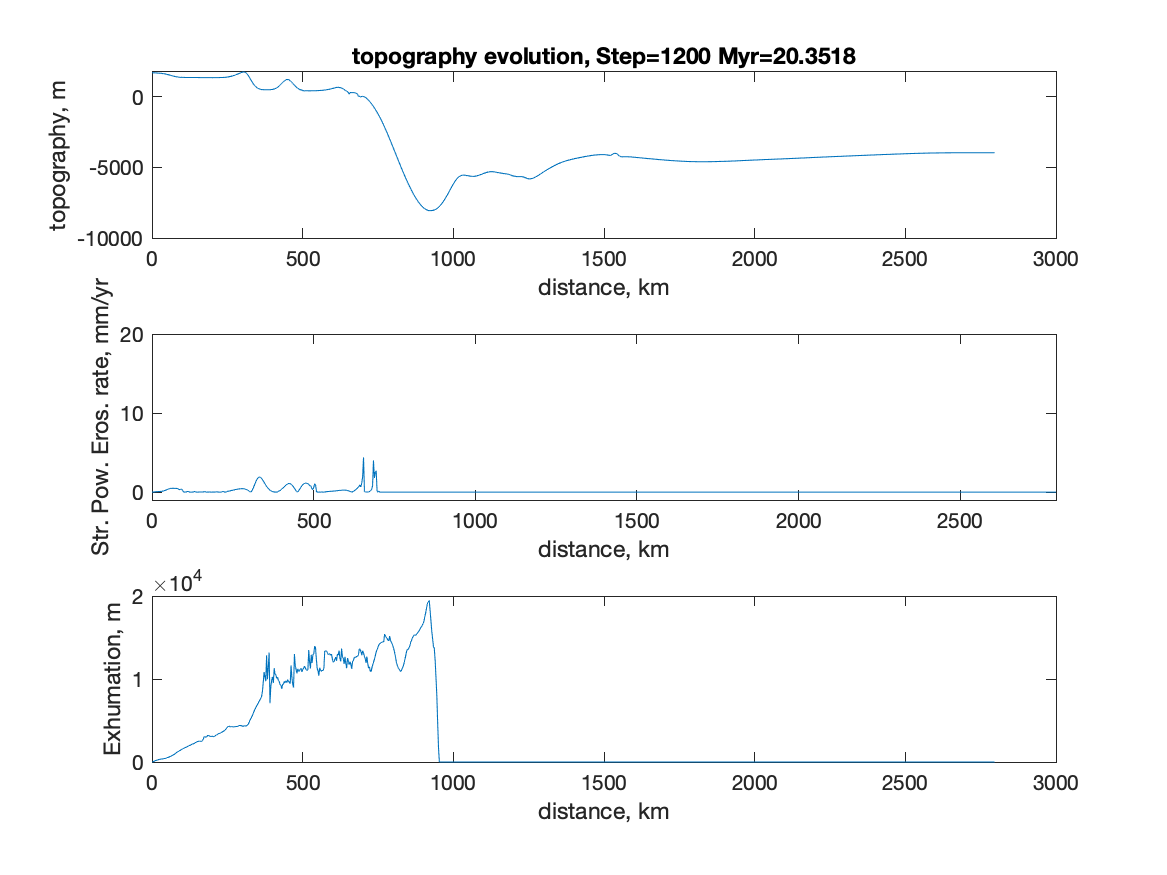 topography evolution, Step=1200 Myr=20.3518
topography, m
0
-5000
-10000
0 500 1000 1500 2000 2500 3000
distance, km
Str. Pow. Eros. rate, mm/yr
20
10
0
0 500 1000 1500 2000 2500
distance, km
Exhumation, m
×10^4
2
1
0
0 500 1000 1500 2000 2500 3000
distance, km